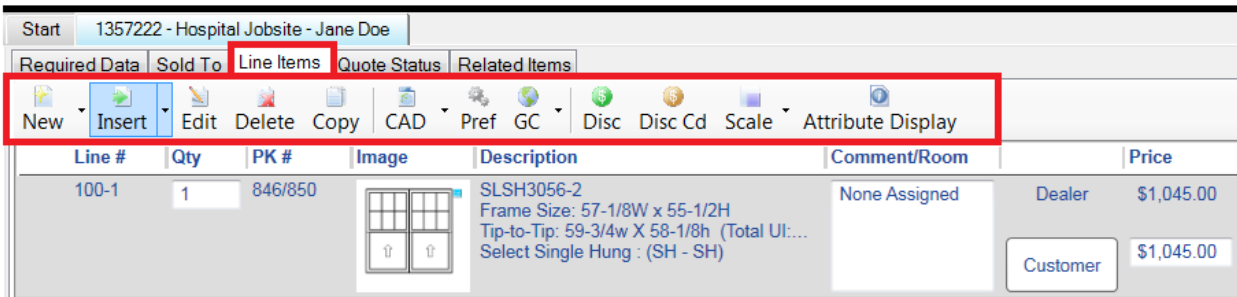 Start 1357222 - Hospital Jobsite - Jane Doe
Required Data Sold To Line Items Quote Status Related Items
New Insert Edit Delete Copy CAD Pref GC Disc Disc Cd Scale Attribute Display
Line # Qty PK # Image Description Comment/Room Price
100-1 1 846/850 SLSH3056-2 None Assigned Dealer $1,045.00
Frame Size: 57-1/8W x 55-1/2H
Tip-to-Tip: 59-3/4w X 58-1/8h (Total UI:...
Select Single Hung : (SH - SH) Customer $1,045.00